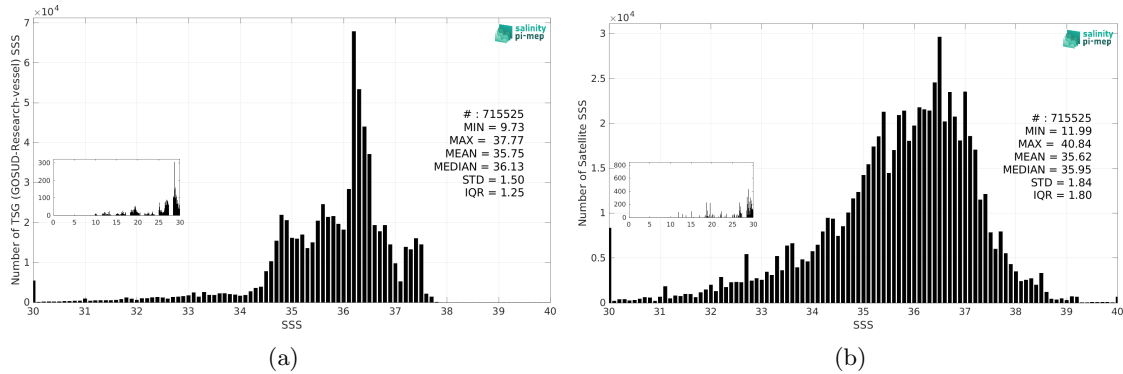 ×10⁴
7
6
5
4
3
2
1
0
Number of TSG (GOSUD-Research-vessel) SSS
salinity
pi-mep
# : 715525
MIN = 9.73
MAX = 37.77
MEAN = 35.75
MEDIAN = 36.13
STD = 1.50
IQR = 1.25
300
200
100
0
0 5 10 15 20 25 30
30 31 32 33 34 35 36 37 38 39 40
SSS
(a)
×10⁴
3
2.5
2
1.5
1
0.5
0
Number of Satellite SSS
salinity
pi-mep
# : 715525
MIN = 11.99
MAX = 40.84
MEAN = 35.62
MEDIAN = 35.95
STD = 1.84
IQR = 1.80
800
600
400
200
0
0 5 10 15 20 25 30
30 31 32 33 34 35 36 37 38 39 40
SSS
(b)